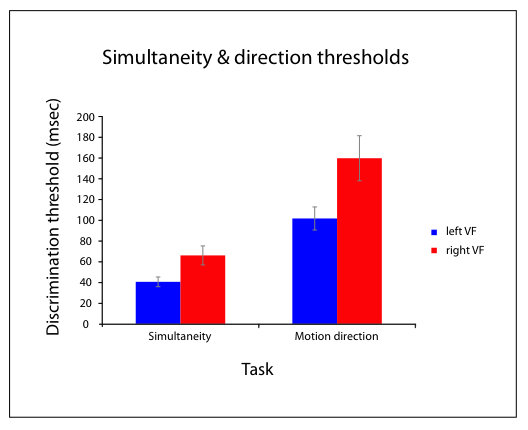 Simultaneity & direction thresholds
Discrimination threshold (msec)
200
180
160
140
120
100
80
60
40
20
0
Simultaneity
Motion direction
Task
left VF
right VF